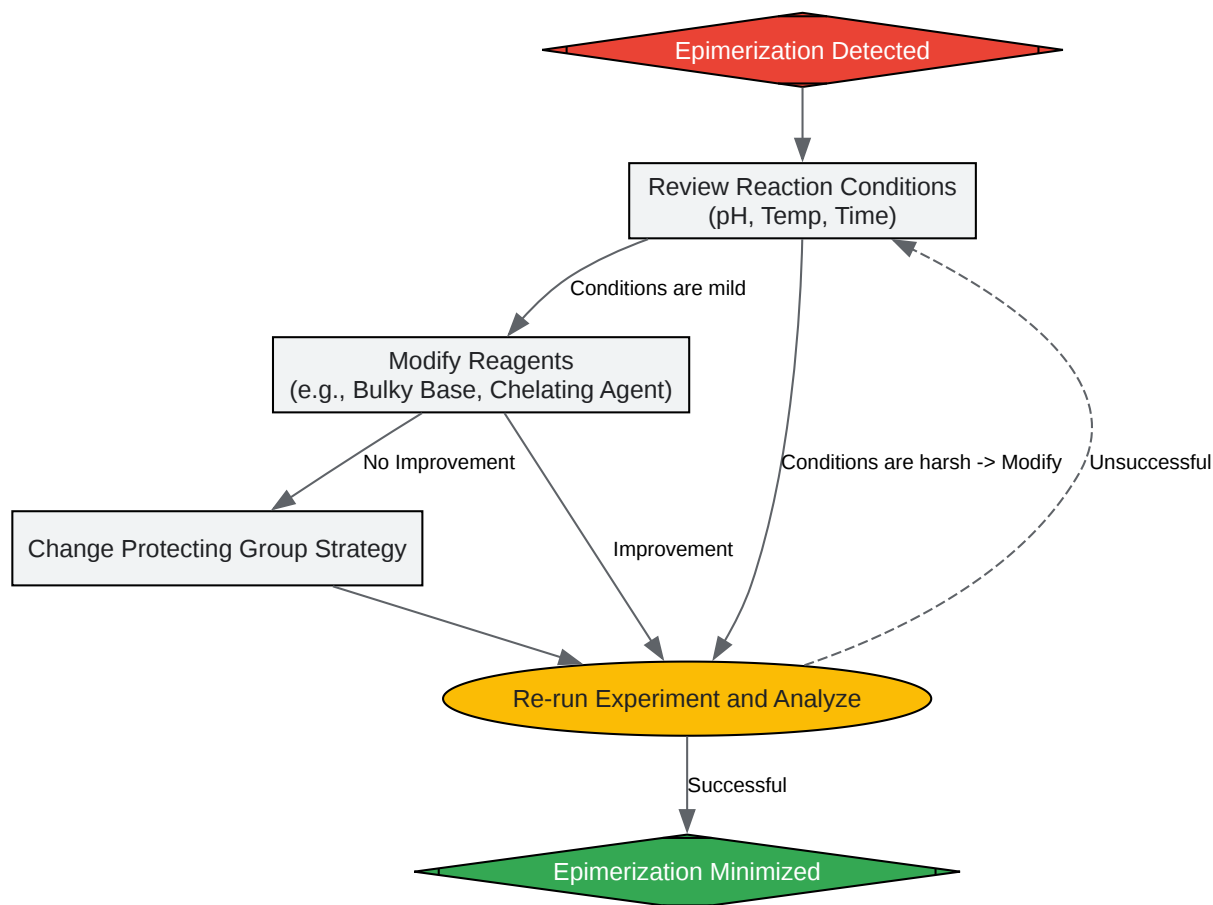 Epimerization Detected
Review Reaction Conditions
(pH, Temp, Time)
Conditions are mild
Modify Reagents
(e.g., Bulky Base, Chelating Agent)
No Improvement
Conditions are harsh -> Modify
Unsuccessful
Change Protecting Group Strategy
Improvement
Re-run Experiment and Analyze
Successful
Epimerization Minimized